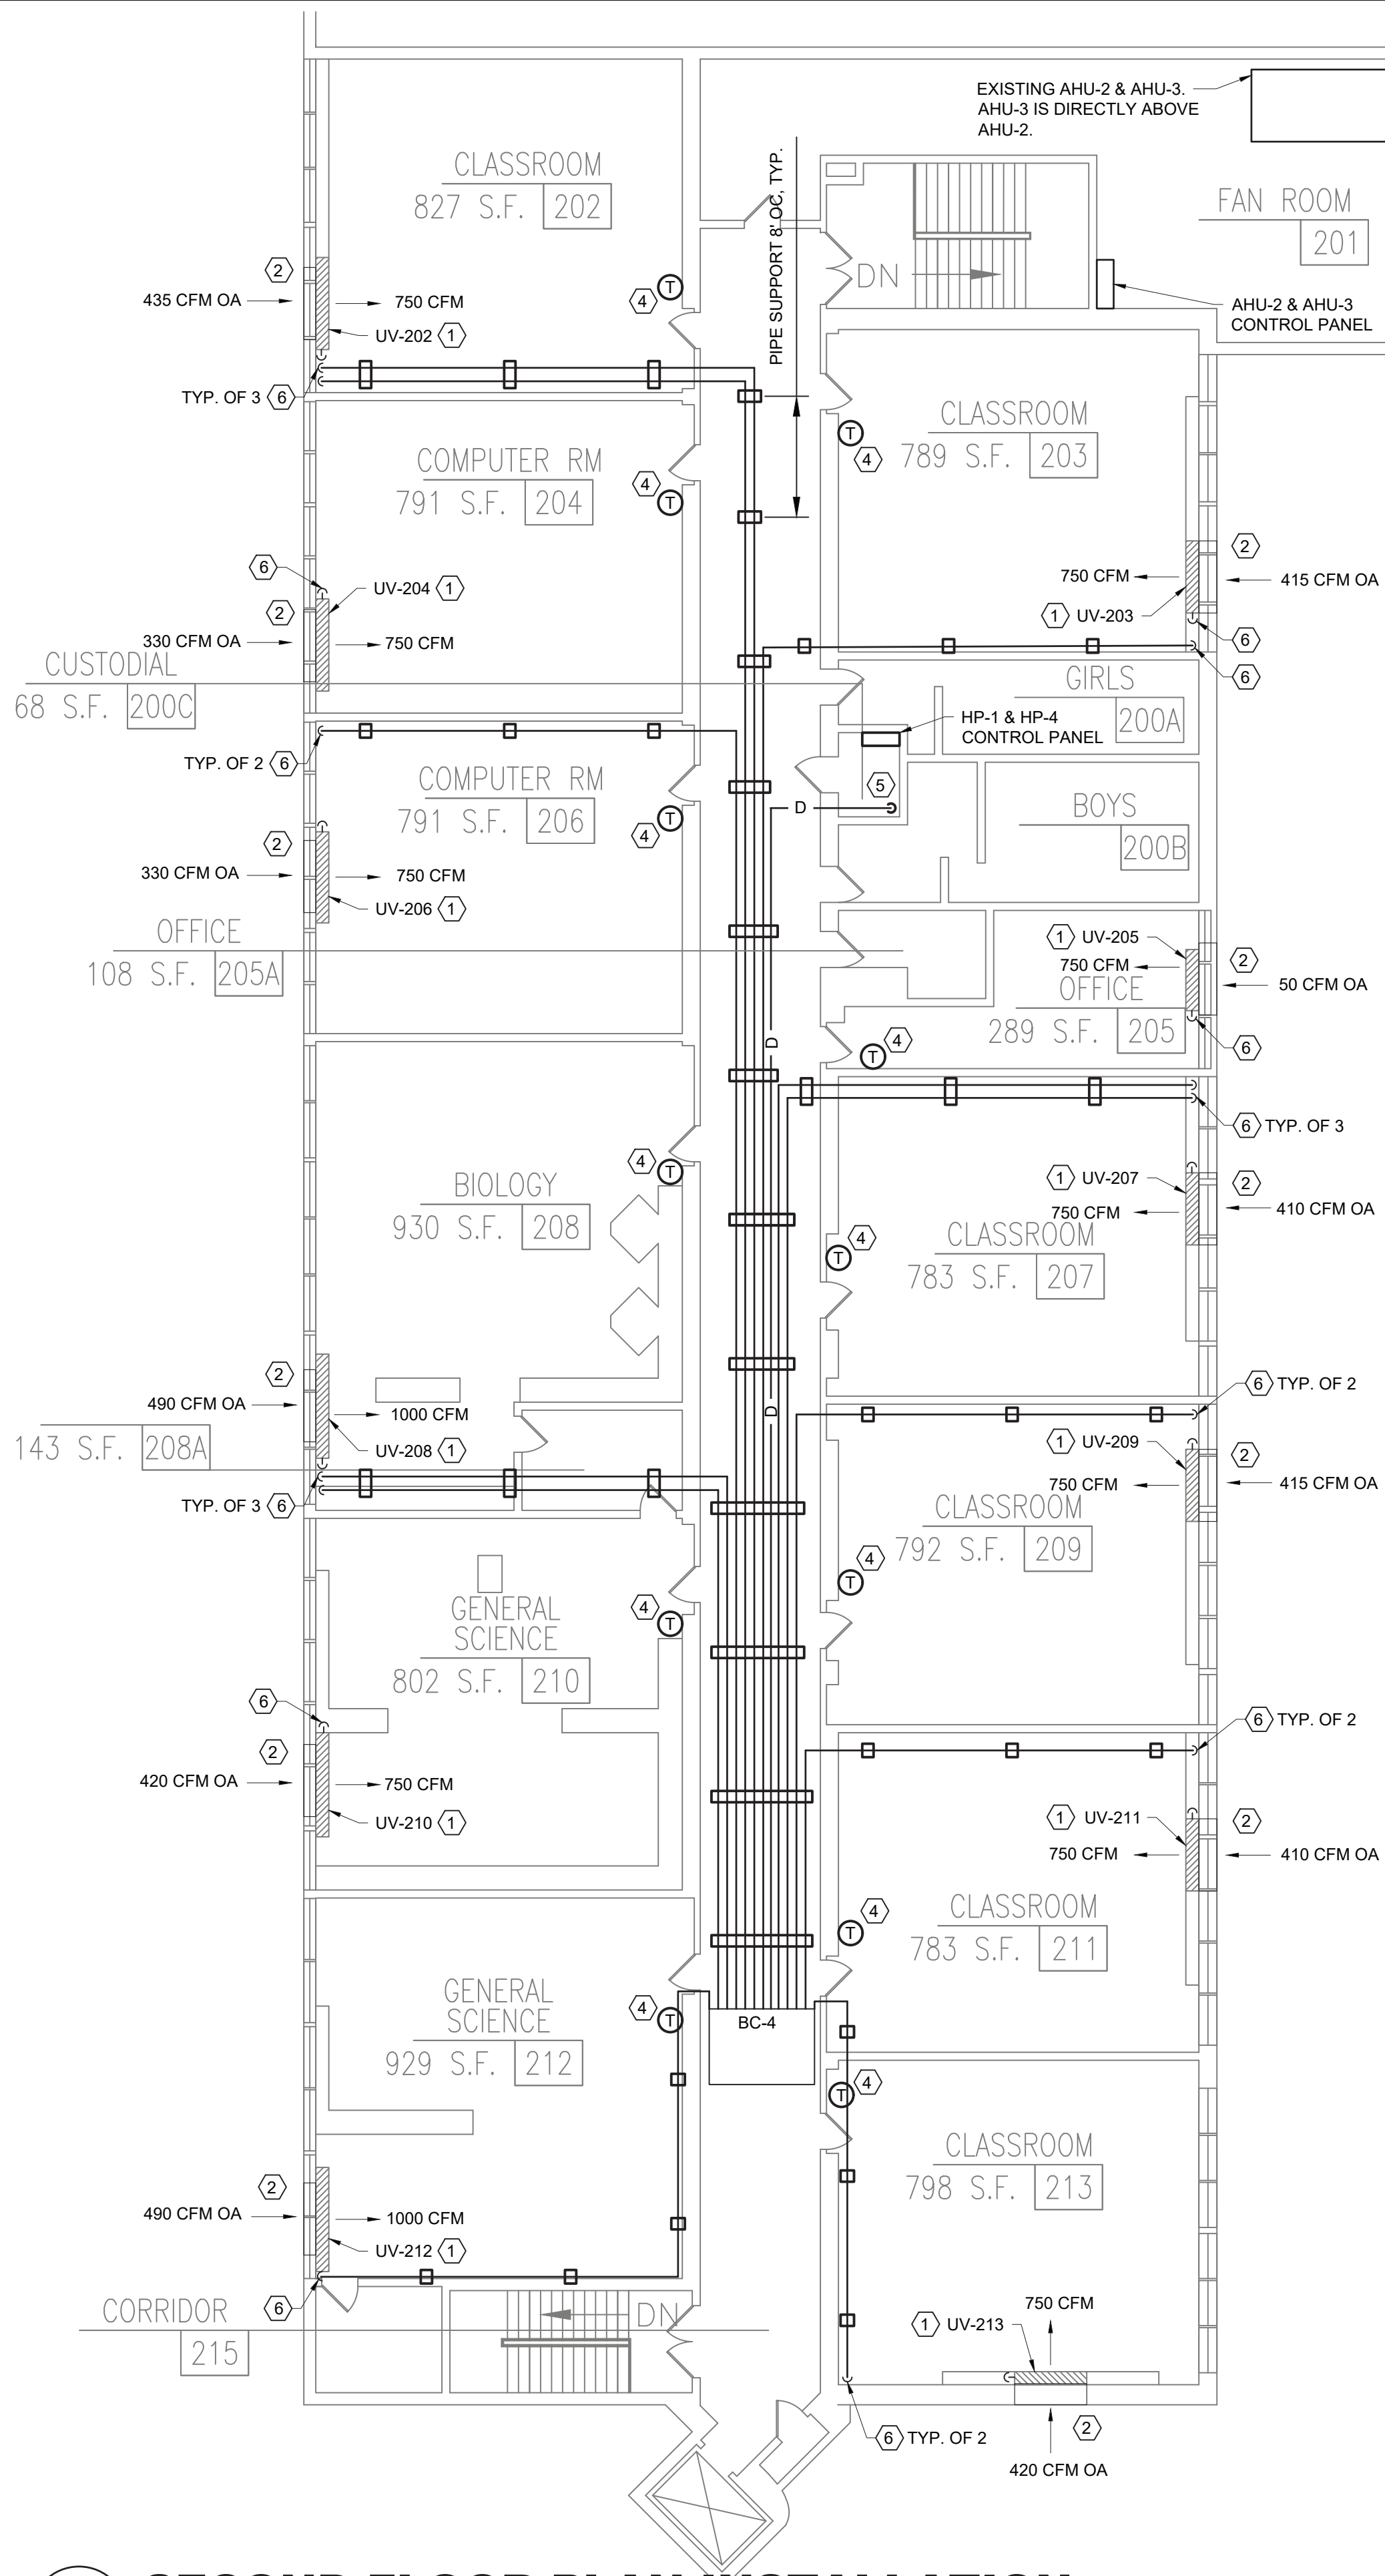 EXISTING AHU-2 & AHU-3.
AHU-3 IS DIRECTLY ABOVE
AHU-2.
CLASSROOM
827 S.F. 202
PIPE SUPPORT 8' OC, TYP.
FAN ROOM
201
DN
2
435 CFM OA
750 CFM
4
T
UV-202 1
AHU-2 & AHU-3
CONTROL PANEL
TYP. OF 3 6
COMPUTER RM
791 S.F. 204
4
T
CLASSROOM
789 S.F. 203
T
4
6
UV-204 1
2
330 CFM OA
750 CFM
2
750 CFM
415 CFM OA
1 UV-203
6
6
CUSTODIAL
68 S.F. 200C
GIRLS
200A
HP-1 & HP-4
CONTROL PANEL
TYP. OF 2 6
COMPUTER RM
791 S.F. 206
4
T
5
D
BOYS
200B
2
330 CFM OA
750 CFM
UV-206 1
OFFICE
108 S.F. 205A
1 UV-205
750 CFM
2
50 CFM OA
OFFICE
289 S.F. 205
6
4
T
D
6 TYP. OF 3
BIOLOGY
930 S.F. 208
4
T
1 UV-207
2
750 CFM
410 CFM OA
CLASSROOM
783 S.F. 207
4
T
2
490 CFM OA
1000 CFM
UV-208 1
143 S.F. 208A
TYP. OF 3 6
D
6 TYP. OF 2
1 UV-209
2
750 CFM
415 CFM OA
CLASSROOM
792 S.F. 209
4
T
GENERAL
SCIENCE
802 S.F. 210
4
T
6
2
420 CFM OA
750 CFM
UV-210 1
6 TYP. OF 2
1 UV-211
2
750 CFM
410 CFM OA
CLASSROOM
783 S.F. 211
4
T
GENERAL
SCIENCE
929 S.F. 212
4
T
BC-4
4
T
CLASSROOM
798 S.F. 213
2
490 CFM OA
1000 CFM
UV-212 1
6
CORRIDOR
215
DN
750 CFM
1 UV-213
6 TYP. OF 2
2
420 CFM OA
SECOND FLOOR PLAN INSTALLATION